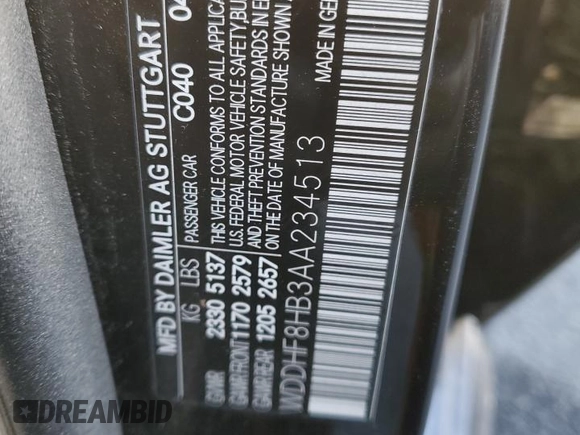 MFD BY DAIMLER AG STUTTGART 04
KG LBS PASSENGER CAR C040
GVWR 2330 5137 THIS VEHICLE CONFORMS TO ALL APPLICA
GAWR FRONT 1170 2579 U.S. FEDERAL MOTOR VEHICLE SAFETY, BU
GAWR REAR 1205 2657 AND THEFT PREVENTION STANDARDS IN E
ON THE DATE OF MANUFACTURE SHOWN
WDDHF8HB3AA234513
MADE IN GE
DREAMBID